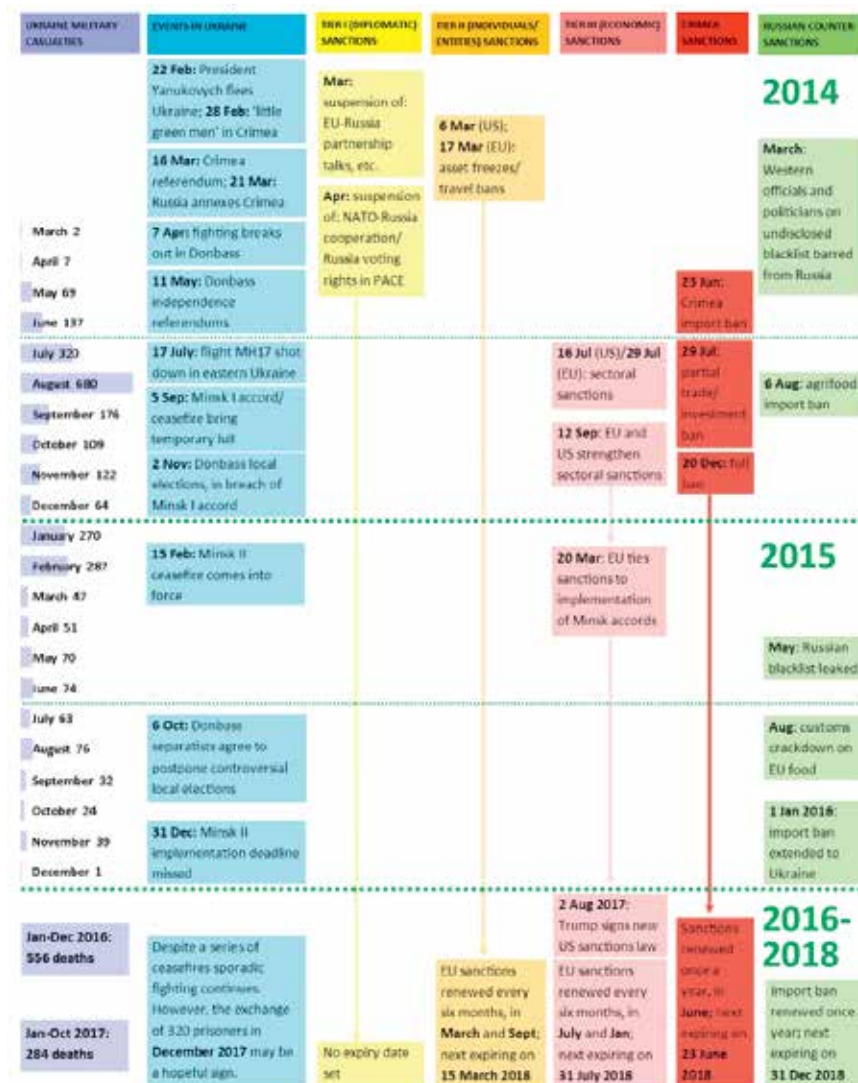 UKRAINE MILITARY
CASUALTIES
EVENTS IN UKRAINE
TIER I (DIPLOMATIC)
SANCTIONS
TIER II (INDIVIDUALS/
ENTITIES) SANCTIONS
TIER III (ECONOMIC)
SANCTIONS
CRIMEA
SANCTIONS
RUSSIAN COUNTER-
SANCTIONS
2014
22 Feb: President
Yanukovych flees
Ukraine; 28 Feb: 'little
green men' in Crimea
16 Mar: Crimea
referendum; 21 Mar:
Russia annexes Crimea
7 Apr: fighting breaks
out in Donbass
11 May: Donbass
independence
referendums
Mar:
suspension of:
EU-Russia
partnership
talks, etc.
Apr: suspension
of: NATO-Russia
cooperation/
Russia voting
rights in PACE
6 Mar (US);
17 Mar (EU):
asset freezes/
travel bans
23 Jun:
Crimea
import ban
March:
Western
officials and
politicians on
undisclosed
blacklist barred
from Russia
March 2
April 7
May 69
June 137
July 320
August 680
September 176
October 109
November 122
December 64
17 July: flight MH17 shot
down in eastern Ukraine
5 Sep: Minsk I accord/
ceasefire bring
temporary lull
2 Nov: Donbass local
elections, in breach of
Minsk I accord
16 Jul (US)/29 Jul
(EU): sectoral
sanctions
12 Sep: EU and
US strengthen
sectoral sanctions
29 Jul:
partial
trade/
investment
ban
20 Dec: full
ban
6 Aug: agrifood
import ban
2015
January 270
February 287
March 47
April 51
May 70
June 74
15 Feb: Minsk II
ceasefire comes into
force
20 Mar: EU ties
sanctions to
implementation
of Minsk accords
May: Russian
blacklist leaked
July 63
August 76
September 32
October 24
November 39
December 1
6 Oct: Donbass
separatists agree to
postpone controversial
local elections
31 Dec: Minsk II
implementation deadline
missed
Aug: customs
crackdown on
EU food
1 Jan 2016:
import ban
extended to
Ukraine
2016-
2018
Jan-Dec 2016:
556 deaths
Jan-Oct 2017:
284 deaths
Despite a series of
ceasefires sporadic
fighting continues.
However, the exchange
of 320 prisoners in
December 2017 may be
a hopeful sign.
No expiry date
set
EU sanctions
renewed every
six months, in
March and Sept;
next expiring on
15 March 2018
2 Aug 2017:
Trump signs new
US sanctions law
EU sanctions
renewed every
six months, in
July and Jan;
next expiring on
31 July 2018
Sanctions
renewed
once a
year, in
June; next
expiring on
23 June
2018
Import ban
renewed once
year; next
expiring on
31 Dec 2018